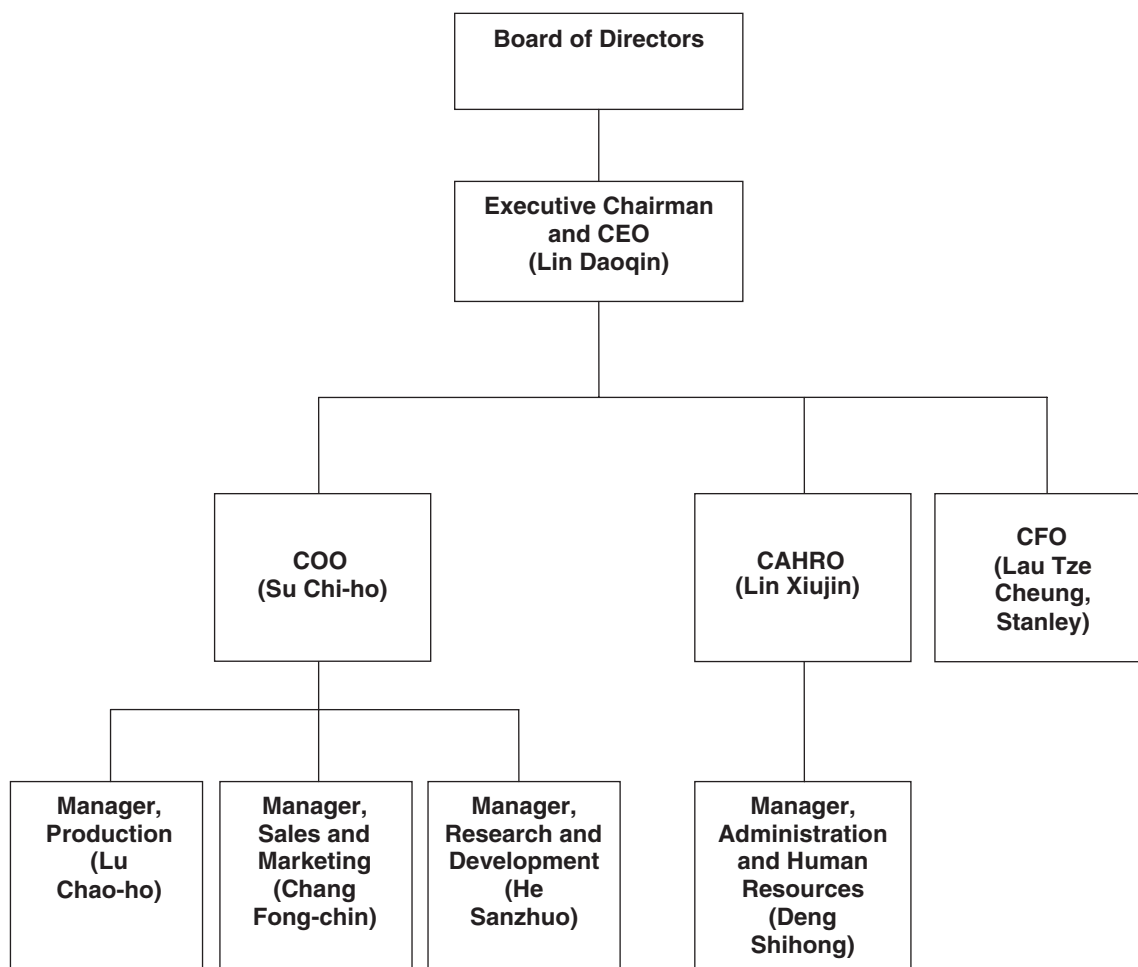 Board of Directors
Executive Chairman
and CEO
(Lin Daoqin)
COO
(Su Chi-ho)
CAHRO
(Lin Xiujin)
CFO
(Lau Tze
Cheung,
Stanley)
Manager,
Production
(Lu
Chao-ho)
Manager,
Sales and
Marketing
(Chang
Fong-chin)
Manager,
Research and
Development
(He
Sanzhuo)
Manager,
Administration
and Human
Resources
(Deng
Shihong)